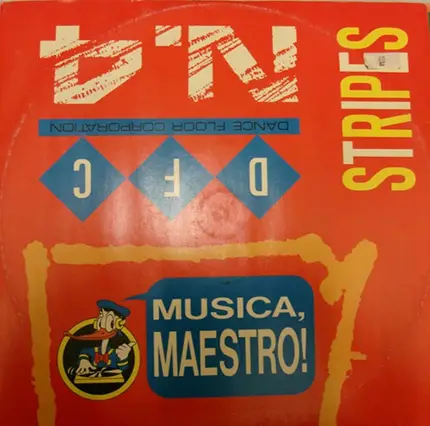 N.4
DANCE FLOOR CORPORATION
D F C
STRIPES
MUSICA,
MAESTRO!